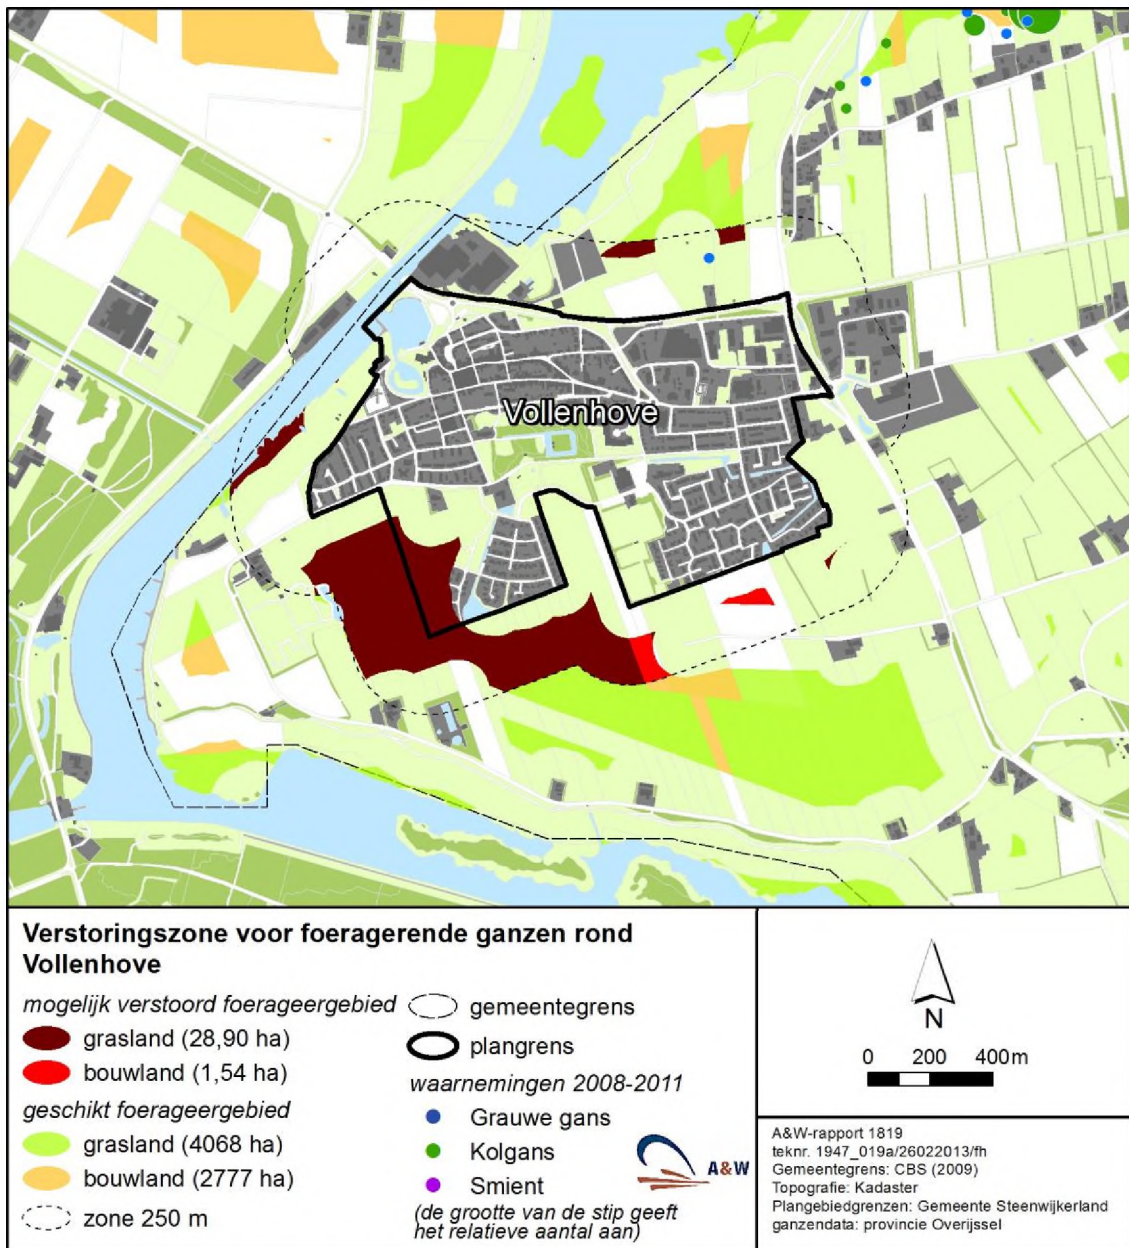 Vollenhove
Verstoringszone voor foeragerende ganzen rond
Vollenhove
mogelijk verstoord foerageergebied
grasland (28,90 ha)
bouwland (1,54 ha)
geschikt foerageergebied
grasland (4068 ha)
bouwland (2777 ha)
zone 250 m
gemeentegrens
plangrens
waarnemingen 2008-2011
Grauwe gans
Kolgans
Smient
(de grootte van de stip geeft
het relatieve aantal aan)
A&W
N
0 200 400m
A&W-rapport 1819
teknr. 1947_019a/26022013/fh
Gemeentegrens: CBS (2009)
Topografie: Kadaster
Plangebiedgrenzen: Gemeente Steenwijkerland
ganzendata: provincie Overijssel